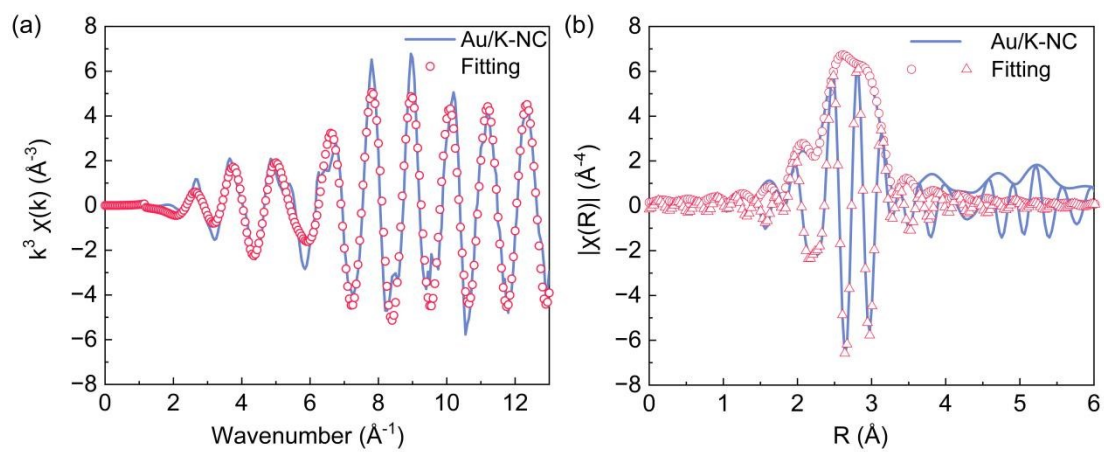 (a)
8
6
4
2
0
-2
-4
-6
-8
k³ χ(k) (Å⁻³)
Au/K-NC
Fitting
0 2 4 6 8 10 12
Wavenumber (Å⁻¹)
(b)
8
6
4
2
0
-2
-4
-6
-8
|χ(R)| (Å⁻⁴)
Au/K-NC
Fitting
0 1 2 3 4 5 6
R (Å)